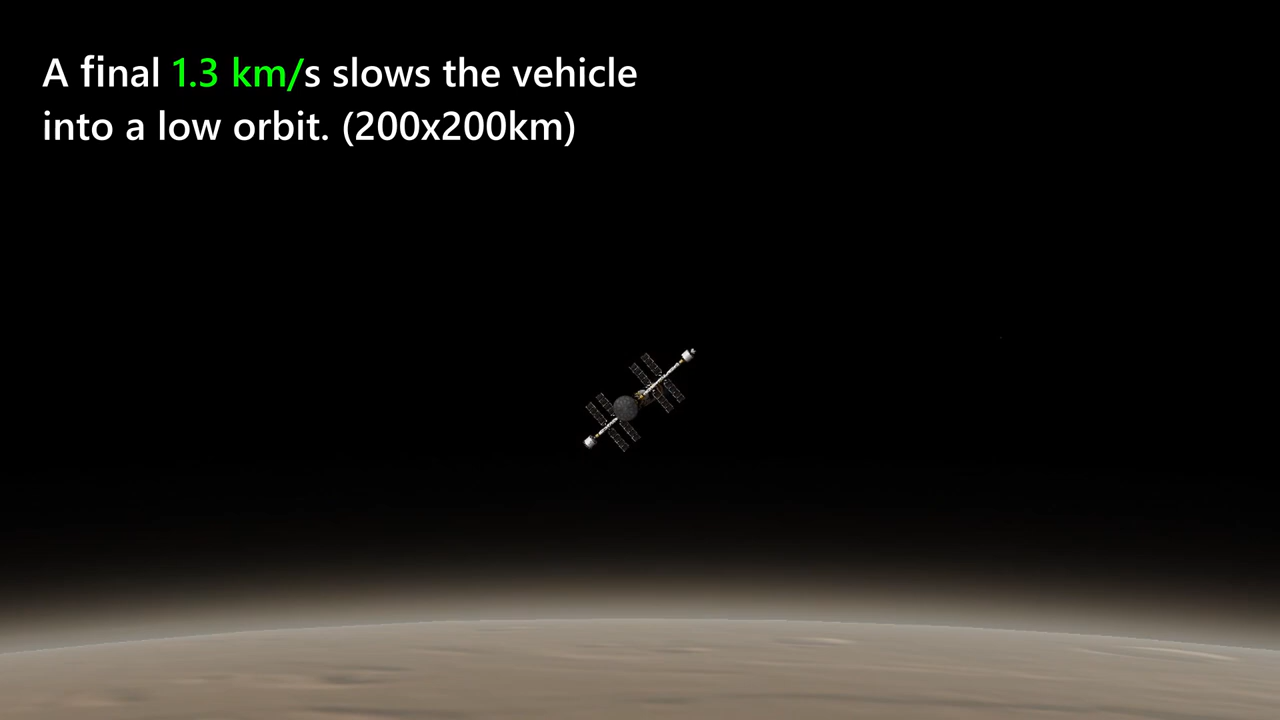 A final 1.3 km/s slows the vehicle
into a low orbit. (200x200km)